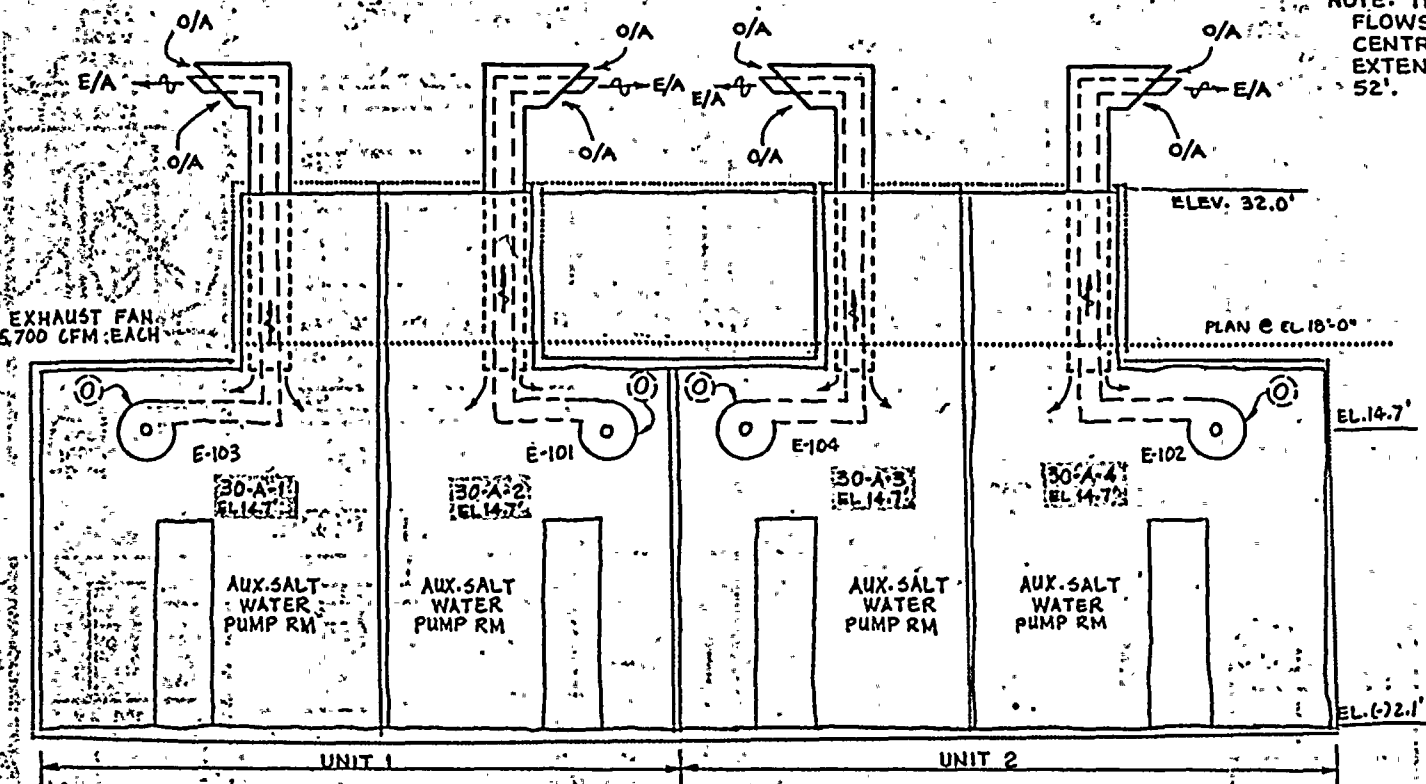 NOTE:
FLOWS
CENTR
EXTEN
52'.
O/A
O/A
O/A
O/A
E/A
E/A
E/A
E/A
O/A
O/A
O/A
O/A
ELEV. 32.0'
EXHAUST FAN
5,700 CFM EACH
PLAN @ EL 18'-0"
EL.14.7'
E-103
E-101
E-104
E-102
30-A-1
EL.14.7'
30-A-2
EL.14.7'
30-A-3
EL.14.7'
30-A-4
EL.14.7'
AUX. SALT
WATER
PUMP RM
AUX. SALT
WATER
PUMP RM
AUX. SALT
WATER
PUMP RM
AUX. SALT
WATER
PUMP RM
EL.(-)2.1'
UNIT 1
UNIT 2